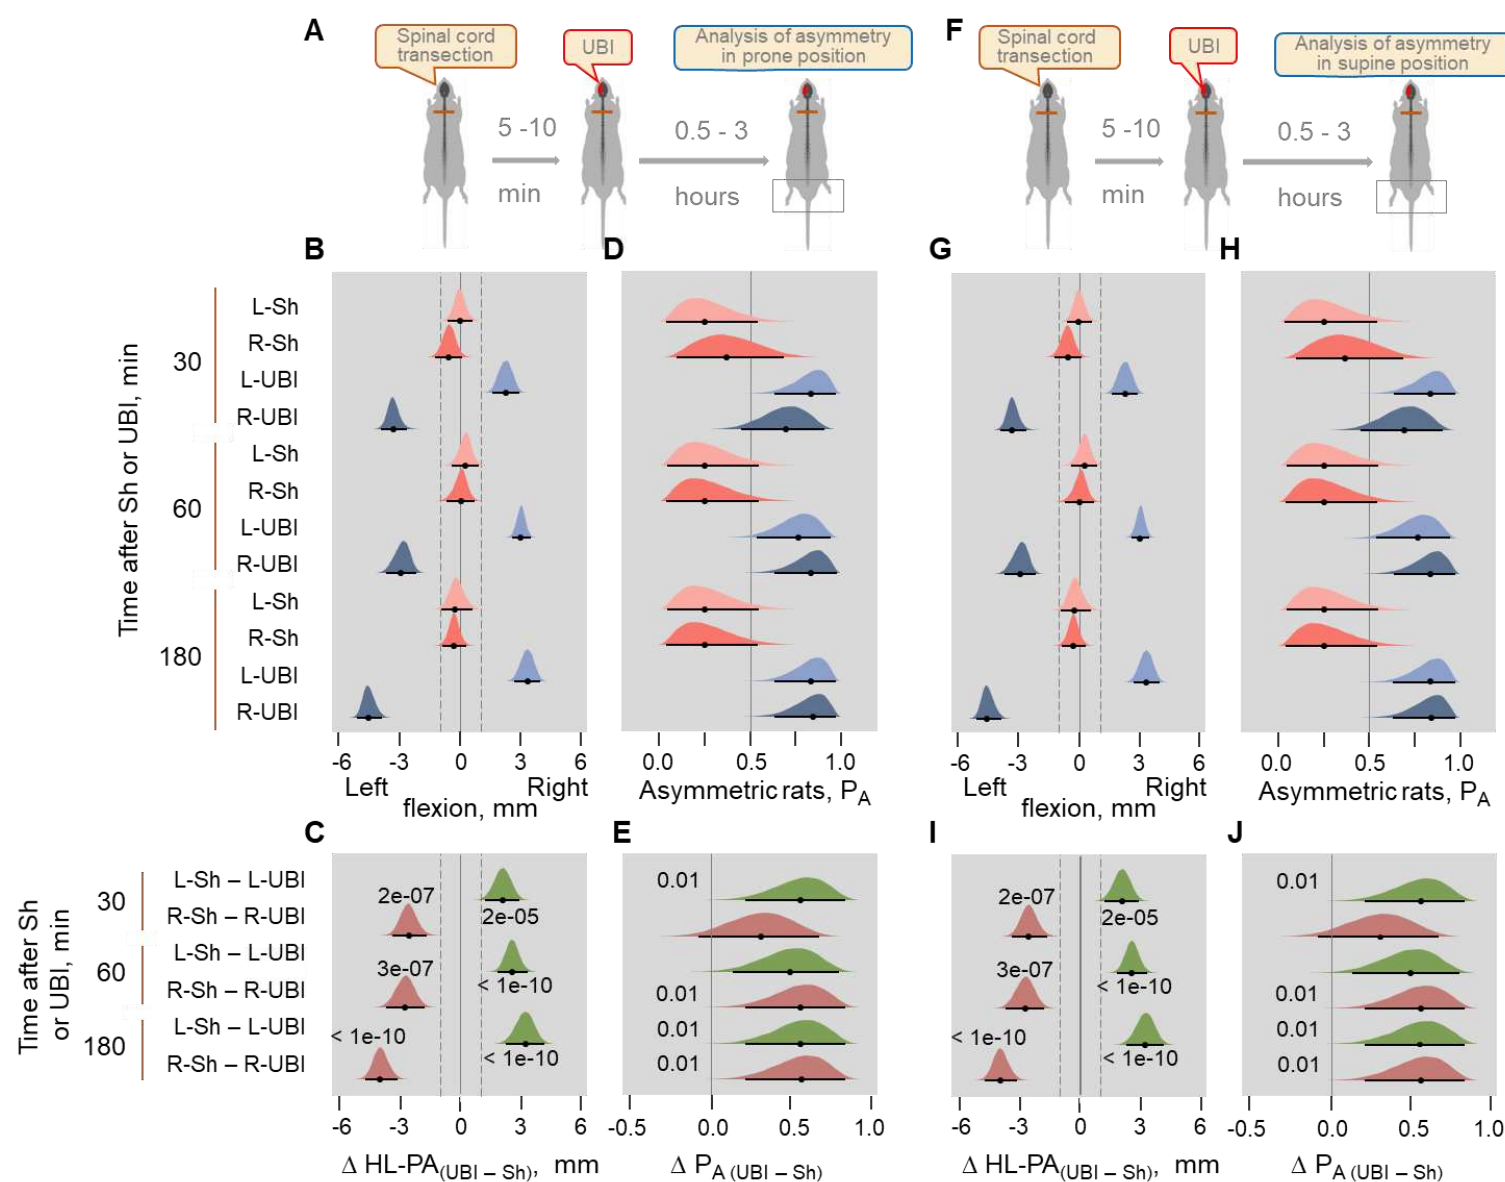 A
F
Spinal cord
transection
UBI
Analysis of asymmetry
in prone position
Spinal cord
transection
UBI
Analysis of asymmetry
in supine position
5 -10
min
0.5 - 3
hours
5 -10
min
0.5 - 3
hours
B
D
G
H
Time after Sh or UBI, min
30
L-Sh
R-Sh
L-UBI
R-UBI
60
L-Sh
R-Sh
L-UBI
R-UBI
180
L-Sh
R-Sh
L-UBI
R-UBI
-6 -3 0 3 6
Left Right
flexion, mm
0.0 0.5 1.0
Asymmetric rats, PA
-6 -3 0 3 6
Left Right
flexion, mm
0.0 0.5 1.0
Asymmetric rats, PA
C
E
I
J
Time after Sh
or UBI, min
30
L-Sh – L-UBI
R-Sh – R-UBI
60
L-Sh – L-UBI
R-Sh – R-UBI
180
L-Sh – L-UBI
R-Sh – R-UBI
2e-07
2e-05
3e-07
< 1e-10
< 1e-10
< 1e-10
0.01
0.01
0.01
0.01
2e-07
2e-05
3e-07
< 1e-10
< 1e-10
< 1e-10
0.01
0.01
0.01
0.01
-6 -3 0 3 6
Δ HL-PA(UBI – Sh), mm
-0.5 0.0 0.5 1.0
Δ PA (UBI – Sh)
-6 -3 0 3 6
Δ HL-PA(UBI – Sh), mm
-0.5 0.0 0.5 1.0
Δ PA (UBI – Sh)